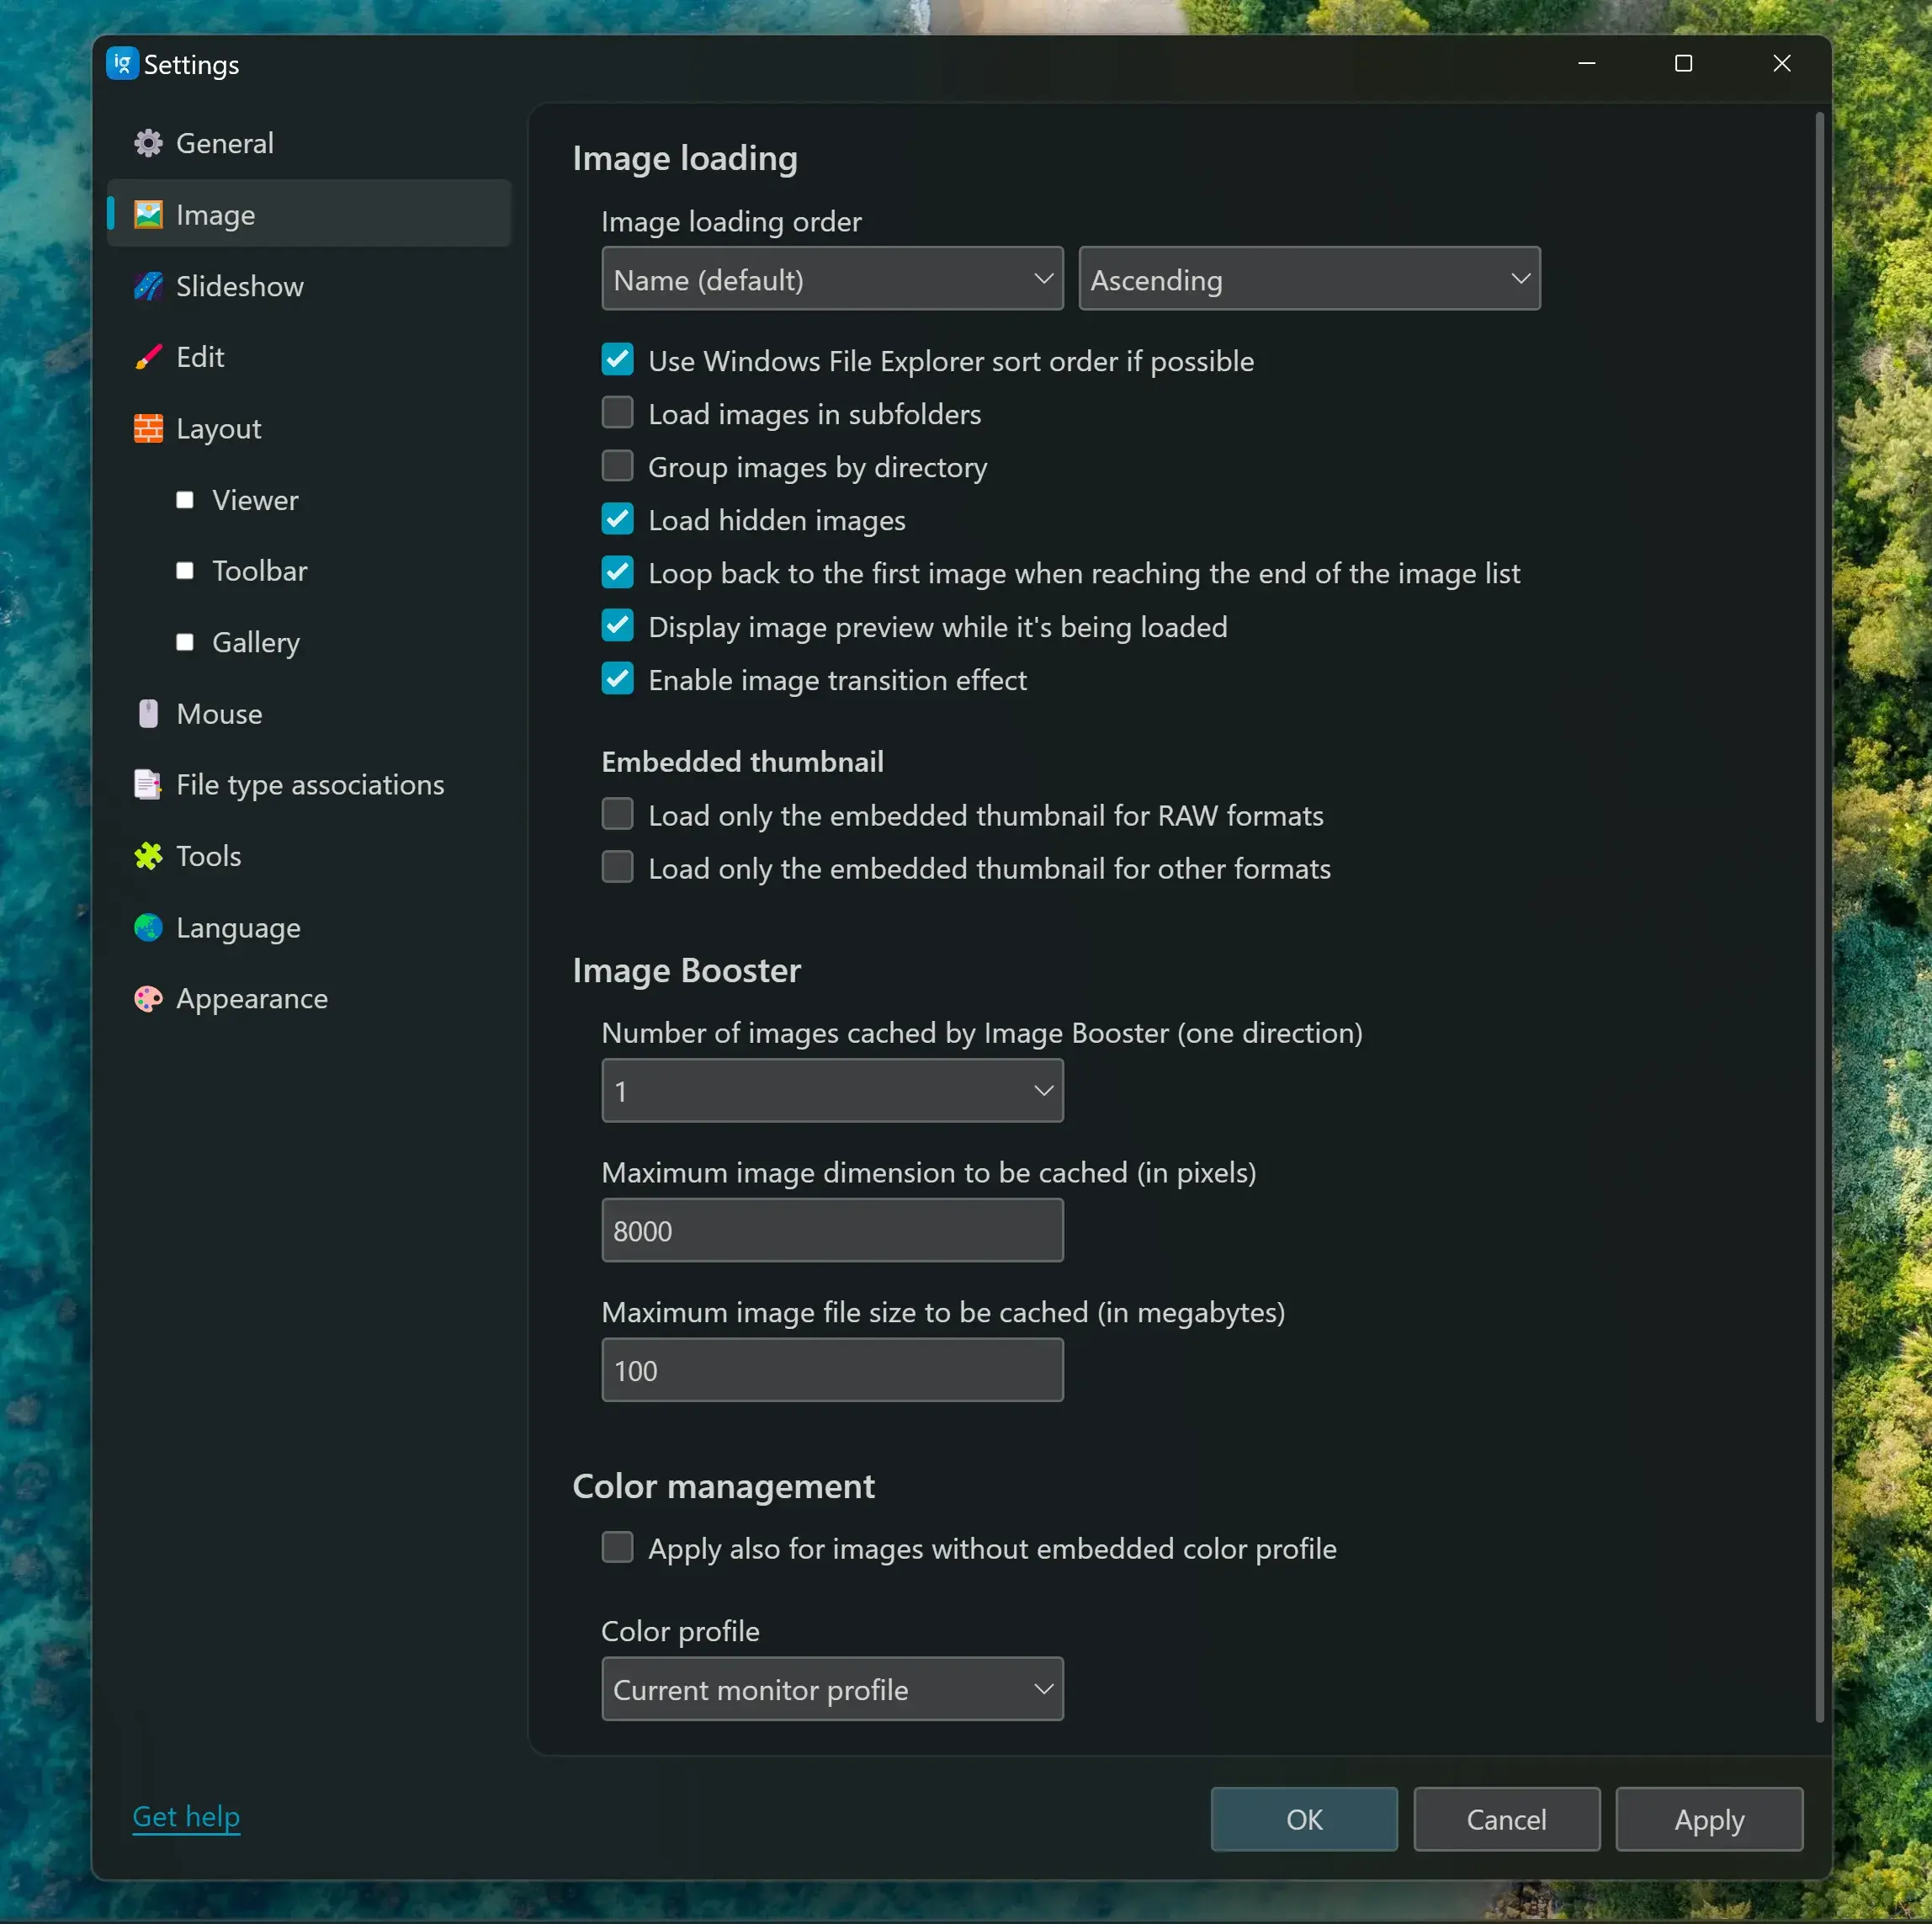 Settings
General
Image
Slideshow
Edit
Layout
Viewer
Toolbar
Gallery
Mouse
File type associations
Tools
Language
Appearance
Get help
Image loading
Image loading order
Name (default) Ascending
Use Windows File Explorer sort order if possible
Load images in subfolders
Group images by directory
Load hidden images
Loop back to the first image when reaching the end of the image list
Display image preview while it's being loaded
Enable image transition effect
Embedded thumbnail
Load only the embedded thumbnail for RAW formats
Load only the embedded thumbnail for other formats
Image Booster
Number of images cached by Image Booster (one direction)
1
Maximum image dimension to be cached (in pixels)
8000
Maximum image file size to be cached (in megabytes)
100
Color management
Apply also for images without embedded color profile
Color profile
Current monitor profile
OK Cancel Apply